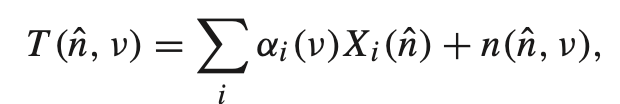 T(n̂, ν) = ∑ᵢ αᵢ(ν)Xᵢ(n̂) + n(n̂, ν),